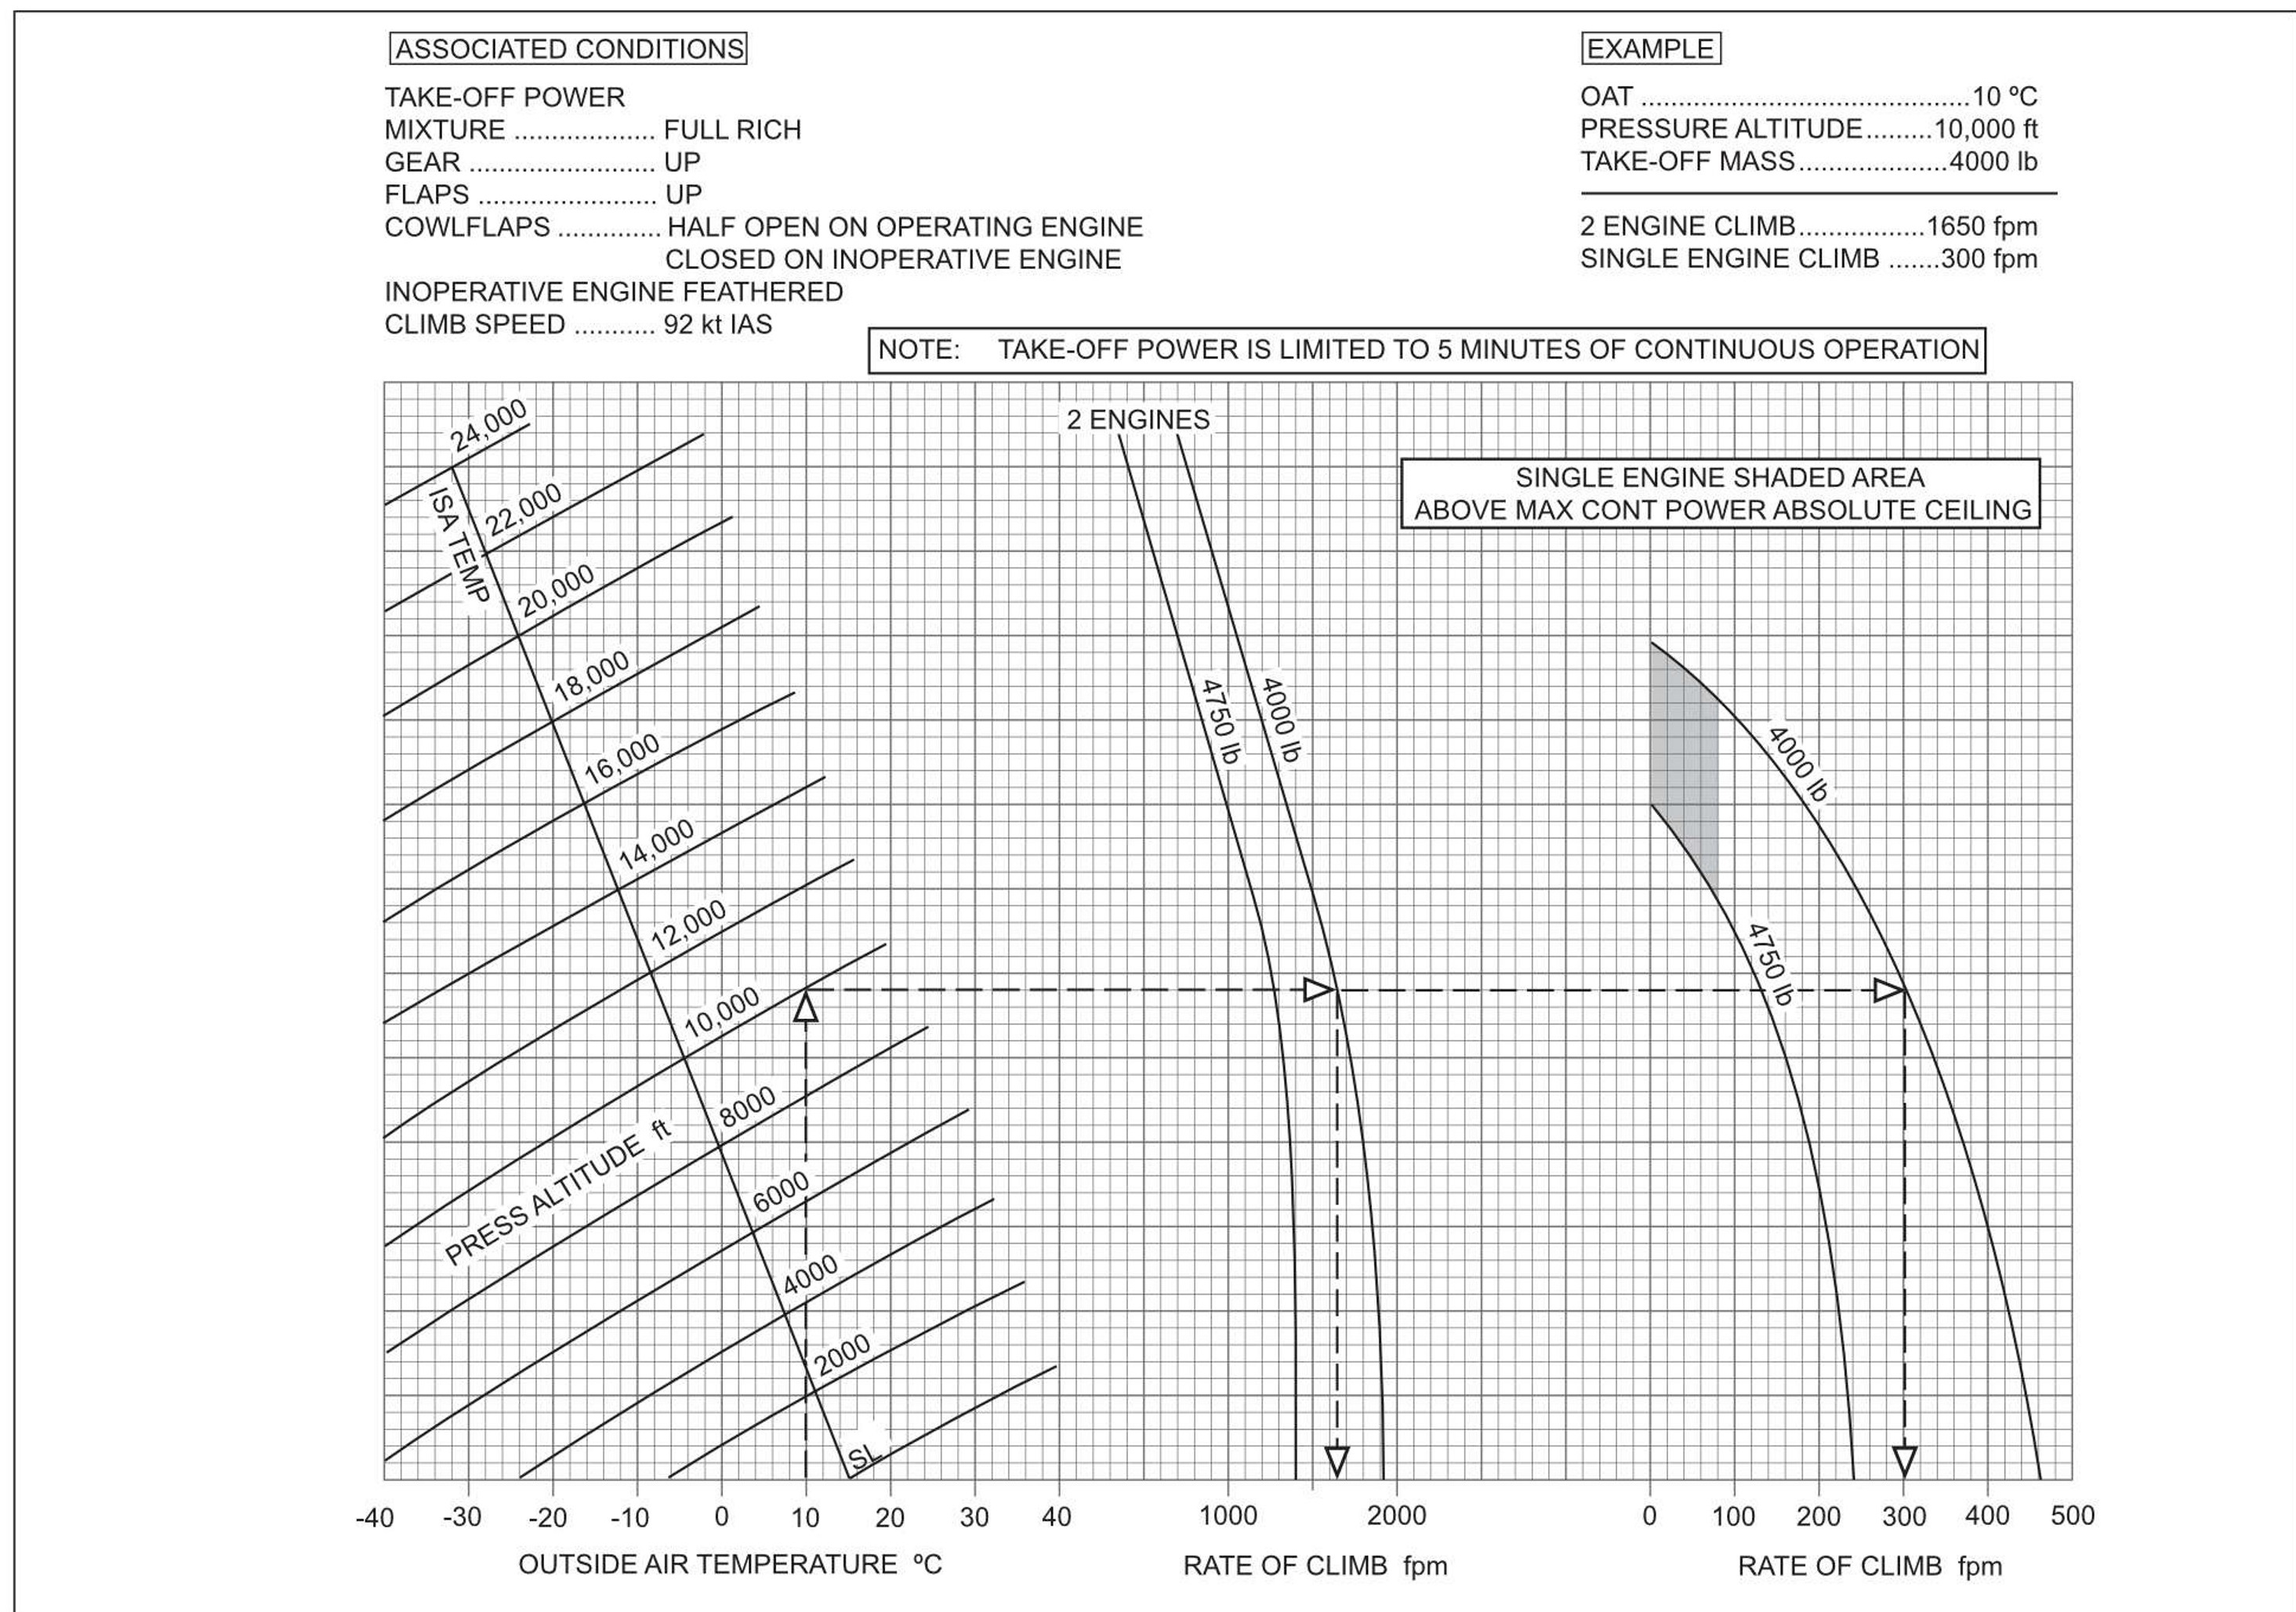 ASSOCIATED CONDITIONS
TAKE-OFF POWER
MIXTURE ................... FULL RICH
GEAR ......................... UP
FLAPS ........................ UP
COWLFLAPS .............. HALF OPEN ON OPERATING ENGINE
CLOSED ON INOPERATIVE ENGINE
INOPERATIVE ENGINE FEATHERED
CLIMB SPEED ........... 92 kt IAS
EXAMPLE
OAT ............................................10 ºC
PRESSURE ALTITUDE.........10,000 ft
TAKE-OFF MASS....................4000 lb
2 ENGINE CLIMB.................1650 fpm
SINGLE ENGINE CLIMB .......300 fpm
NOTE: TAKE-OFF POWER IS LIMITED TO 5 MINUTES OF CONTINUOUS OPERATION
24,000
22,000
20,000
18,000
16,000
14,000
12,000
10,000
8000
6000
4000
2000
SL
ISA TEMP
PRESS ALTITUDE ft
2 ENGINES
4750 lb
4000 lb
SINGLE ENGINE SHADED AREA
ABOVE MAX CONT POWER ABSOLUTE CEILING
4000 lb
4750 lb
-40 -30 -20 -10 0 10 20 30 40 1000 2000 0 100 200 300 400 500
OUTSIDE AIR TEMPERATURE ºC
RATE OF CLIMB fpm
RATE OF CLIMB fpm